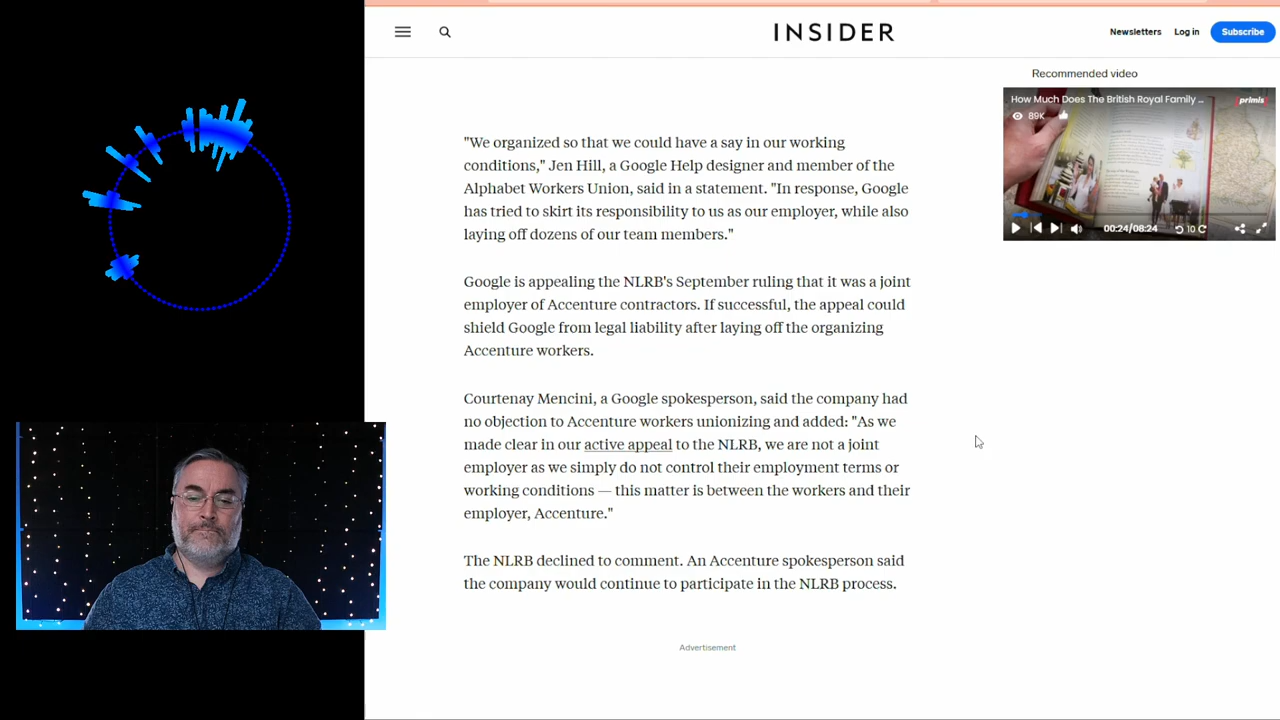 INSIDER
Newsletters
Log in
Subscribe
Recommended video
How Much Does The British Royal Family ...
primis
89K
00:24/08:24
10
"We organized so that we could have a say in our working
conditions," Jen Hill, a Google Help designer and member of the
Alphabet Workers Union, said in a statement. "In response, Google
has tried to skirt its responsibility to us as our employer, while also
laying off dozens of our team members."
Google is appealing the NLRB's September ruling that it was a joint
employer of Accenture contractors. If successful, the appeal could
shield Google from legal liability after laying off the organizing
Accenture workers.
Courtenay Mencini, a Google spokesperson, said the company had
no objection to Accenture workers unionizing and added: "As we
made clear in our active appeal to the NLRB, we are not a joint
employer as we simply do not control their employment terms or
working conditions — this matter is between the workers and their
employer, Accenture."
The NLRB declined to comment. An Accenture spokesperson said
the company would continue to participate in the NLRB process.
Advertisement